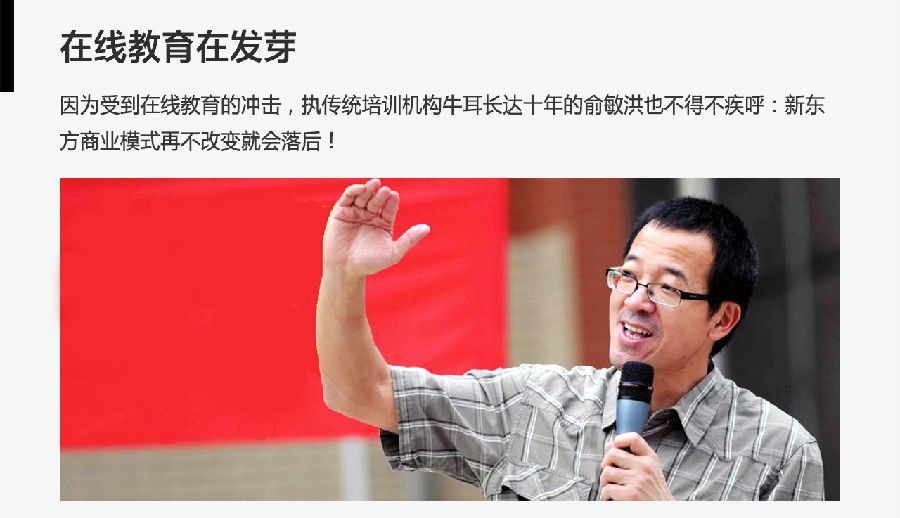 在线教育在发芽
因为受到在线教育的冲击，执传统培训机构牛耳长达十年的俞敏洪也不得不疾呼：新东
方商业模式再不改变就会落后！